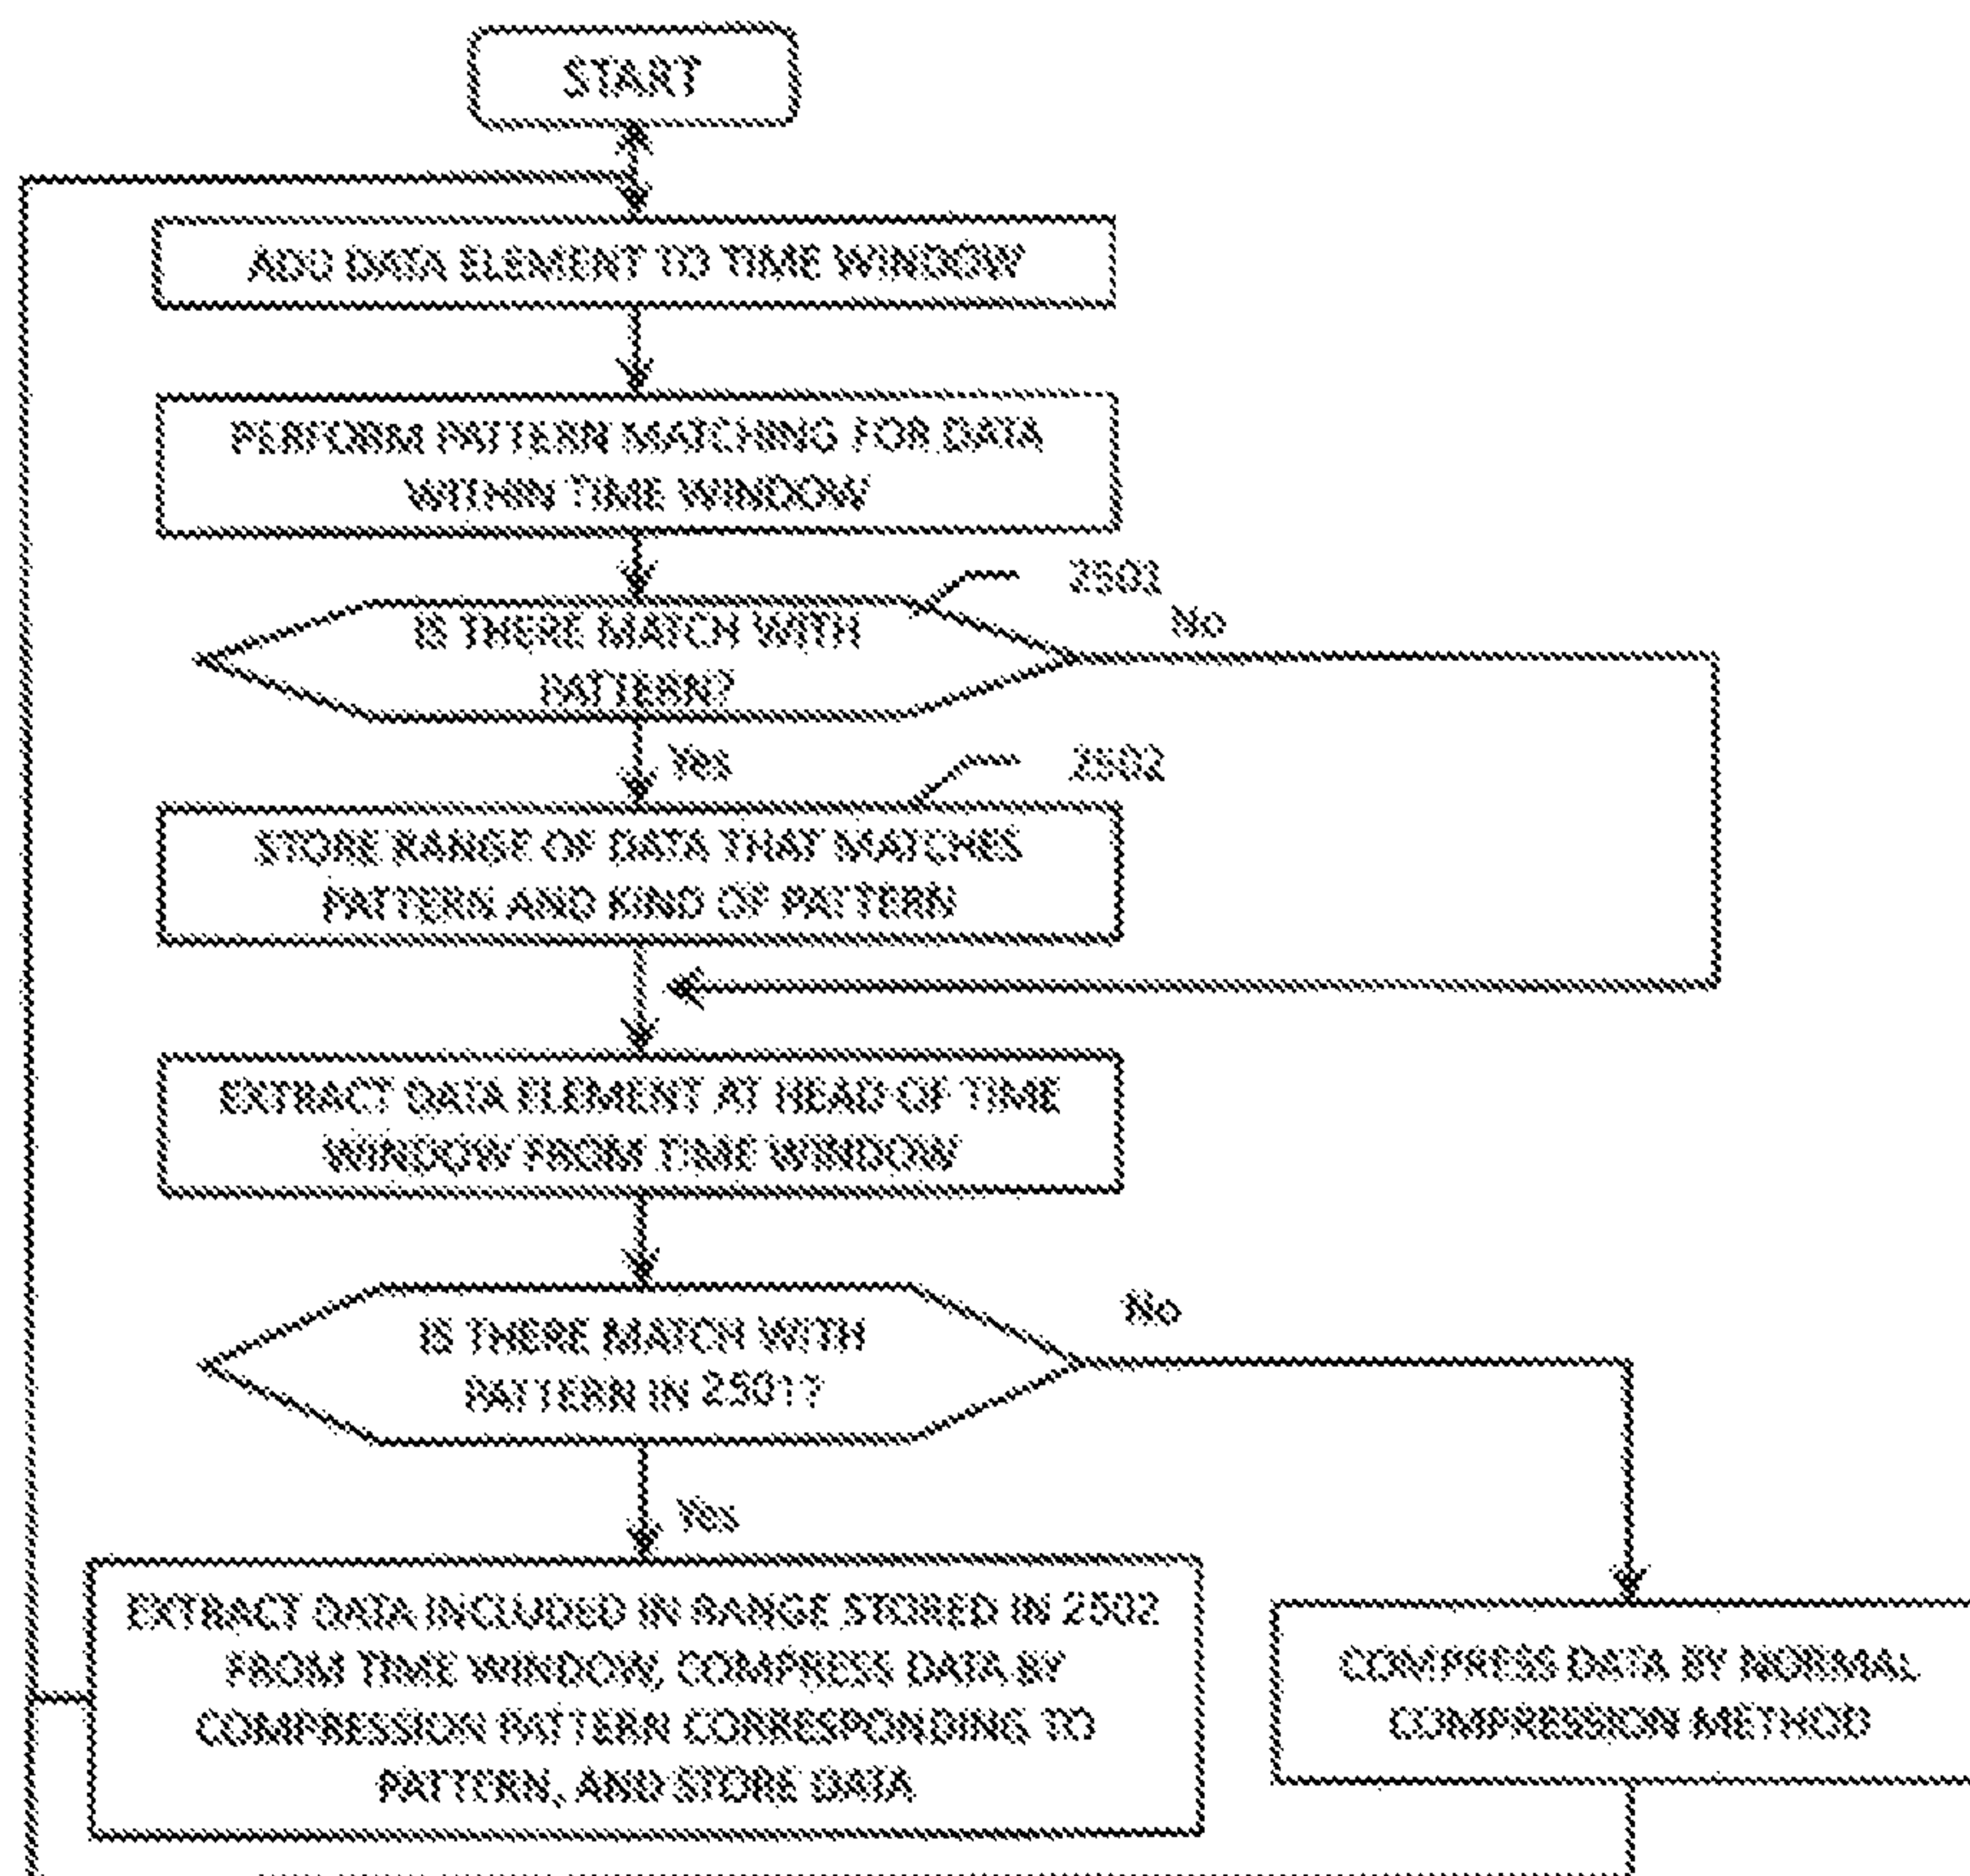 START
ADD DATA ELEMENT TO TIME WINDOW
PERFORM PATTERN MATCHING FOR DATA
WITHIN TIME WINDOW
2501
No
IS THERE MATCH WITH
PATTERN?
Yes
2502
STORE RANGE OF DATA THAT MATCHES
PATTERN AND KIND OF PATTERN
EXTRACT DATA ELEMENT AT HEAD OF TIME
WINDOW FROM TIME WINDOW
No
IS THERE MATCH WITH
PATTERN IN 2501?
Yes
EXTRACT DATA INCLUDED IN RANGE STORED IN 2502
FROM TIME WINDOW, COMPRESS DATA BY
COMPRESSION PATTERN CORRESPONDING TO
PATTERN, AND STORE DATA
COMPRESS DATA BY NORMAL
COMPRESSION METHOD